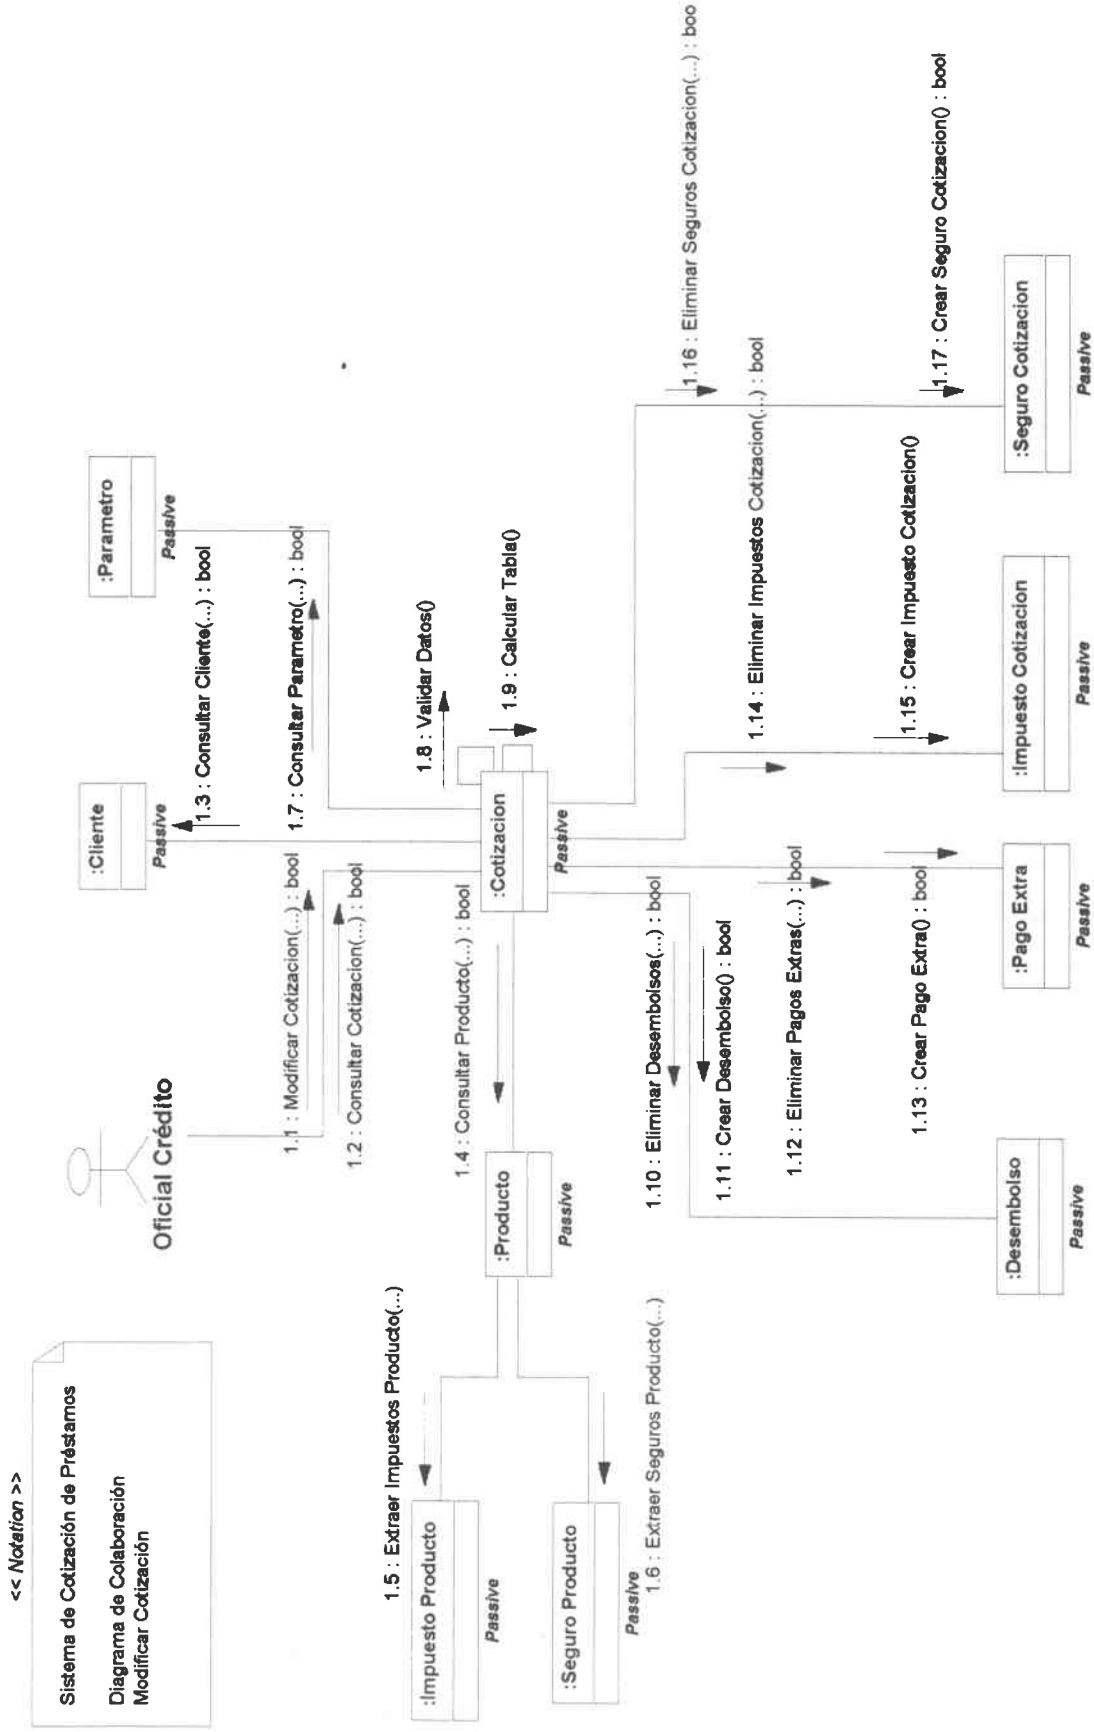 << Notation >>
Sistema de Cotización de Préstamos
Diagrama de Colaboración
Modificar Cotización
Oficial Crédito
:Cliente
Passive
:Parametro
Passive
1.3 : Consultar Cliente(...) : bool
1.1 : Modificar Cotizacion(...) : bool
1.7 : Consultar Parametro(...) : bool
1.2 : Consultar Cotizacion(...) : bool
1.8 : Validar Datos()
1.9 : Calcular Tabla()
1.4 : Consultar Producto(...) : bool
1.5 : Extraer Impuestos Producto(...)
:Impuesto Producto
Passive
:Producto
Passive
:Cotizacion
Passive
:Seguro Producto
Passive
1.6 : Extraer Seguros Producto(...)
1.10 : Eliminar Desembolsos(...) : bool
1.16 : Eliminar Seguros Cotizacion(...) : boo
1.11 : Crear Desembolso() : bool
1.14 : Eliminar Impuestos Cotizacion(...) : bool
1.12 : Eliminar Pagos Extras(...) : bool
1.13 : Crear Pago Extra() : bool
1.15 : Crear Impuesto Cotizacion()
1.17 : Crear Seguro Cotizacion() : bool
:Desembolso
Passive
:Pago Extra
Passive
:Impuesto Cotizacion
Passive
:Seguro Cotizacion
Passive